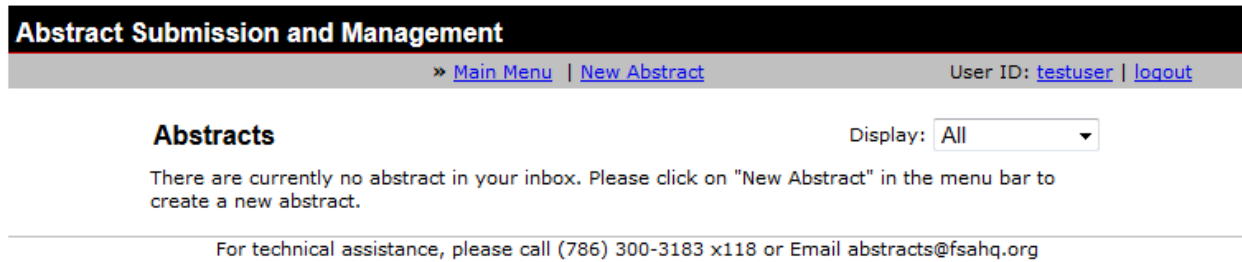 Abstract Submission and Management
» Main Menu | New Abstract User ID: testuser | logout
Abstracts Display: All
There are currently no abstract in your inbox. Please click on "New Abstract" in the menu bar to
create a new abstract.
For technical assistance, please call (786) 300-3183 x118 or Email abstracts@fsahq.org